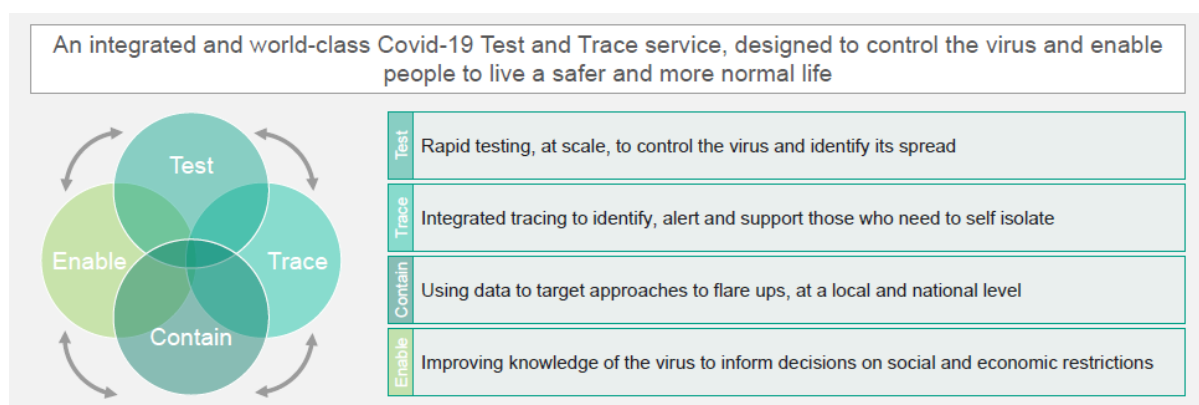 An integrated and world-class Covid-19 Test and Trace service, designed to control the virus and enable
people to live a safer and more normal life
Test
Enable
Trace
Contain
Test
Rapid testing, at scale, to control the virus and identify its spread
Trace
Integrated tracing to identify, alert and support those who need to self isolate
Contain
Using data to target approaches to flare ups, at a local and national level
Enable
Improving knowledge of the virus to inform decisions on social and economic restrictions